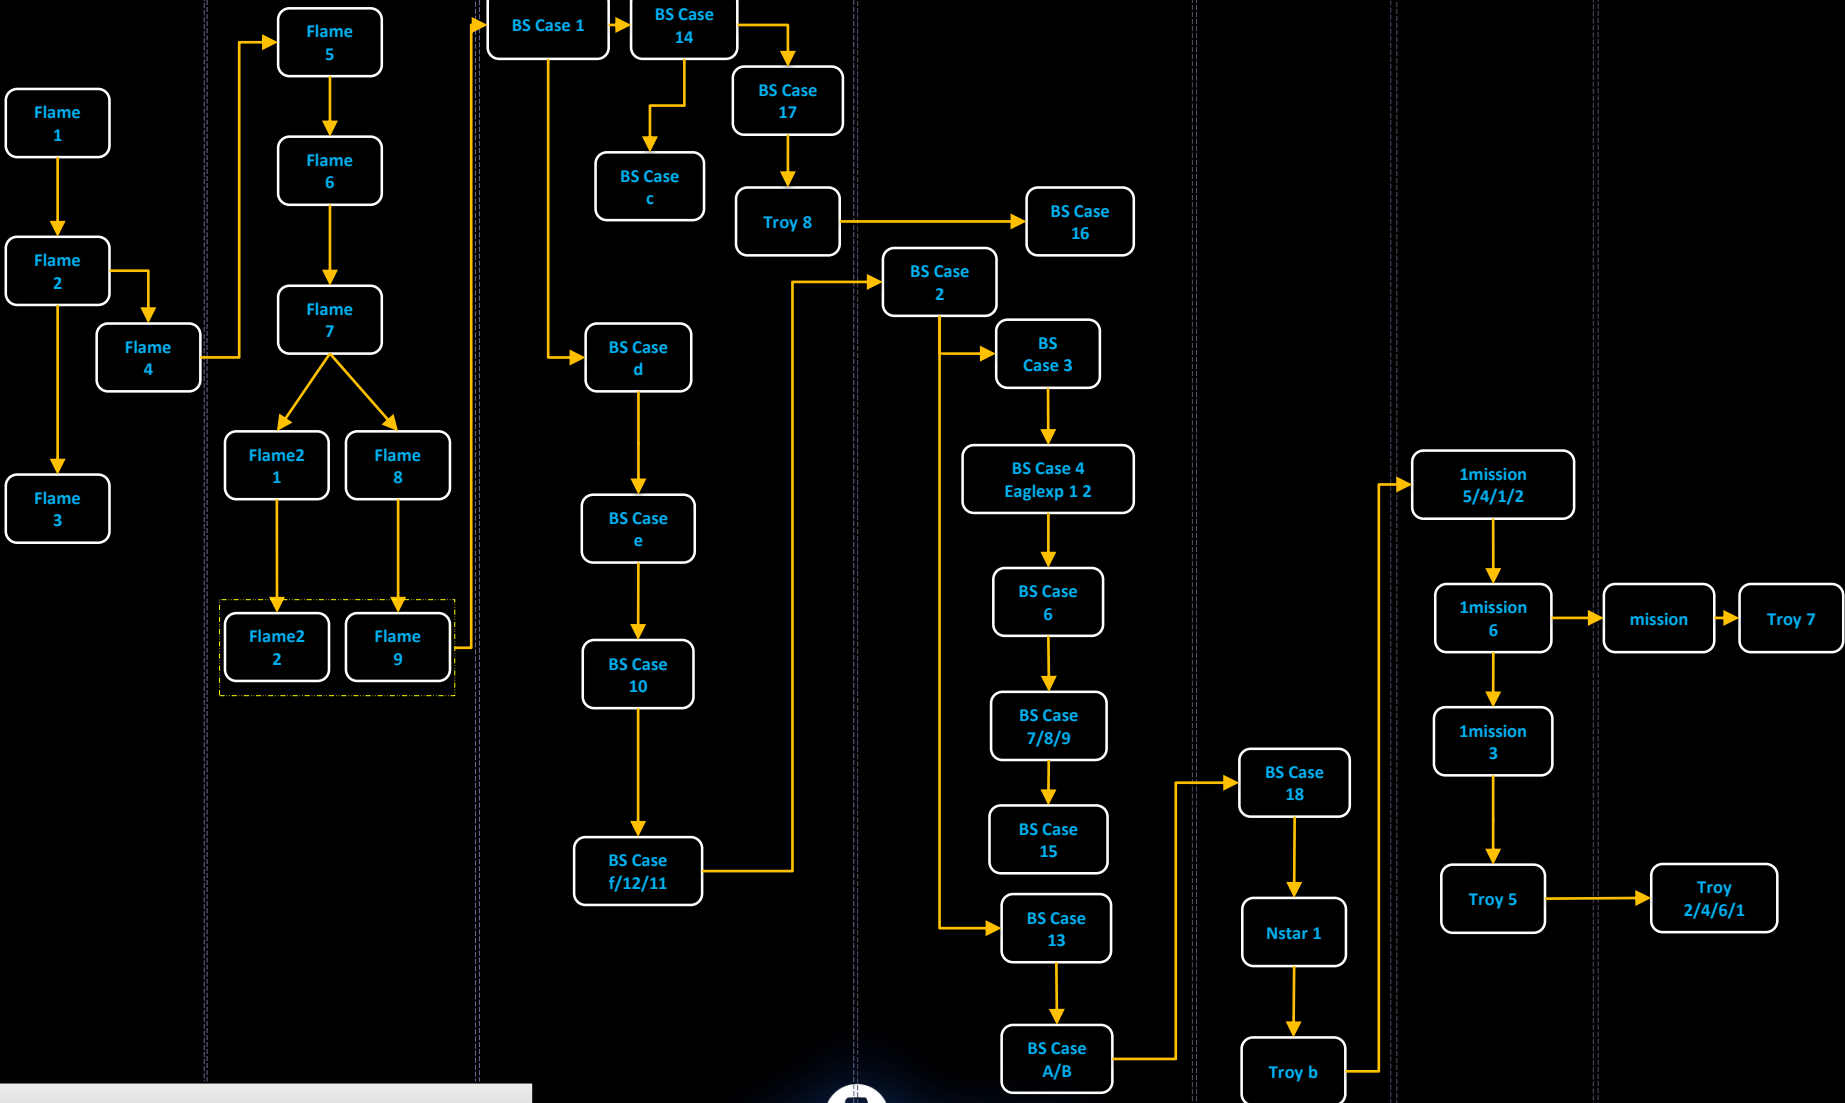 Flame
1
Flame
2
Flame
4
Flame
3
Flame
5
Flame
6
Flame
7
Flame2
1
Flame
8
Flame2
2
Flame
9
BS Case 1
BS Case
14
BS Case
17
BS Case
c
Troy 8
BS Case
d
BS Case
e
BS Case
10
BS Case
f/12/11
BS Case
16
BS Case
2
BS
Case 3
BS Case 4
Eaglexp 1 2
BS Case
6
BS Case
7/8/9
BS Case
15
BS Case
13
BS Case
A/B
BS Case
18
Nstar 1
Troy b
1mission
5/4/1/2
1mission
6
mission
Troy 7
1mission
3
Troy 5
Troy
2/4/6/1